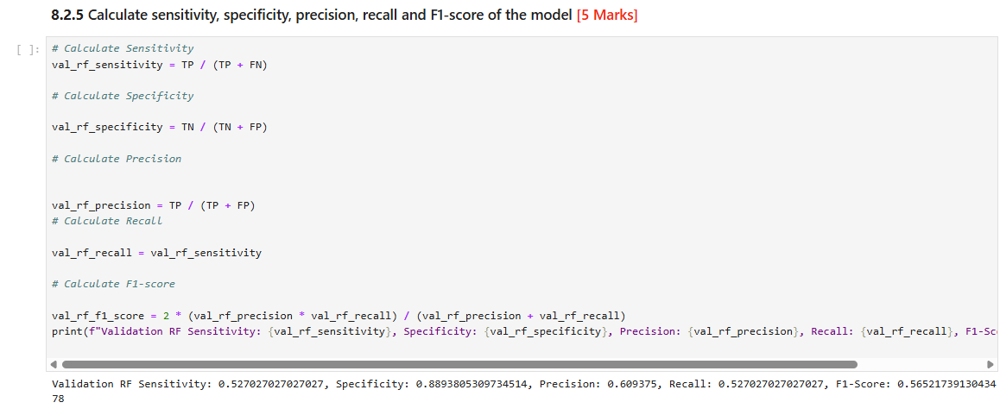 8.2.5 Calculate sensitivity, specificity, precision, recall and F1-score of the model [5 Marks]
[ ]:
# Calculate Sensitivity
val_rf_sensitivity = TP / (TP + FN)
# Calculate Specificity
val_rf_specificity = TN / (TN + FP)
# Calculate Precision
val_rf_precision = TP / (TP + FP)
# Calculate Recall
val_rf_recall = val_rf_sensitivity
# Calculate F1-score
val_rf_f1_score = 2 * (val_rf_precision * val_rf_recall) / (val_rf_precision + val_rf_recall)
print(f"Validation RF Sensitivity: {val_rf_sensitivity}, Specificity: {val_rf_specificity}, Precision: {val_rf_precision}, Recall: {val_rf_recall}, F1-Sc
Validation RF Sensitivity: 0.527027027027027, Specificity: 0.8893805309734514, Precision: 0.609375, Recall: 0.527027027027027, F1-Score: 0.56521739130434
78